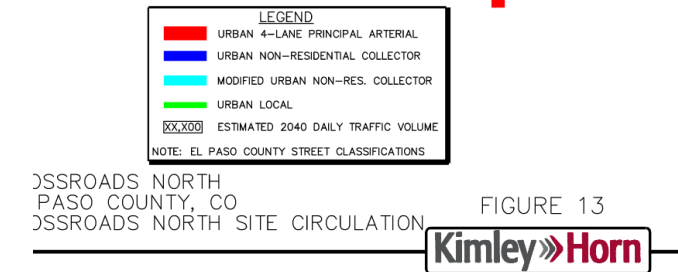 LEGEND
URBAN 4-LANE PRINCIPAL ARTERIAL
URBAN NON-RESIDENTIAL COLLECTOR
MODIFIED URBAN NON-RES. COLLECTOR
URBAN LOCAL
XX,X00 ESTIMATED 2040 DAILY TRAFFIC VOLUME
NOTE: EL PASO COUNTY STREET CLASSIFICATIONS
OSSROADS NORTH
PASO COUNTY, CO
OSSROADS NORTH SITE CIRCULATION
FIGURE 13
Kimley»Horn